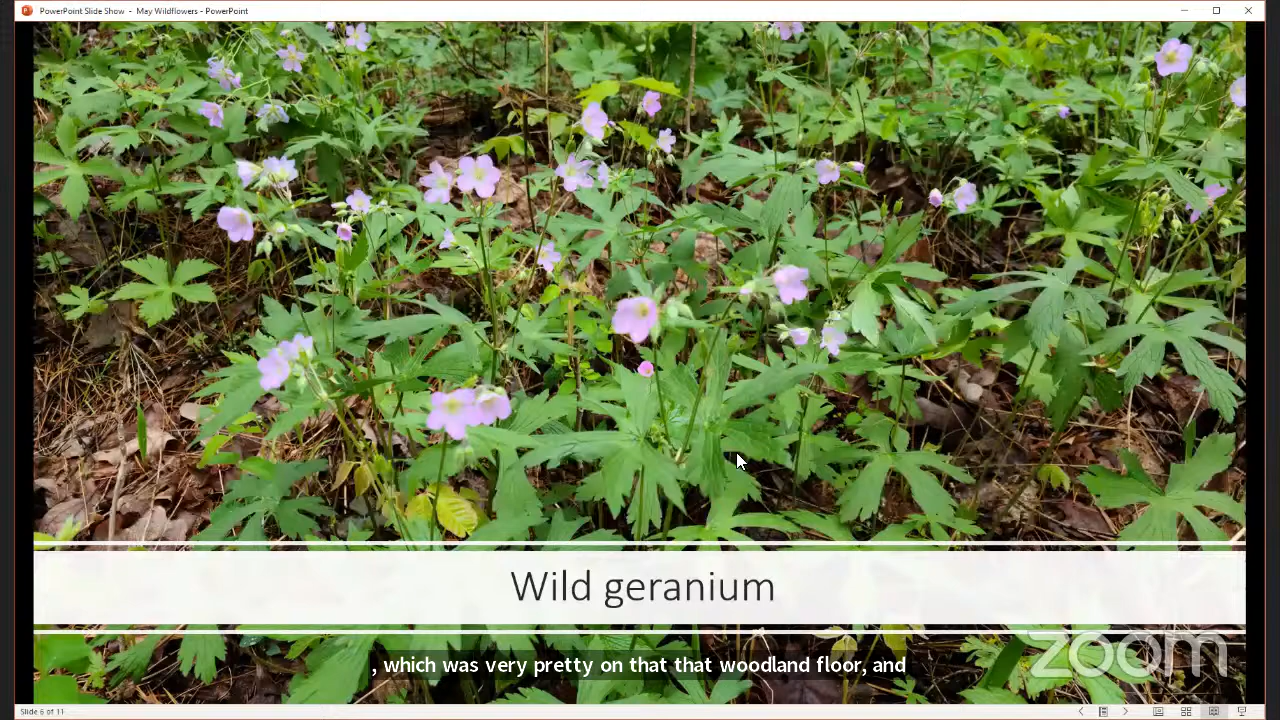 PowerPoint Slide Show - May Wildflowers - PowerPoint
Wild geranium
, which was very pretty on that that woodland floor, and
zoom
Slide 6 of 11